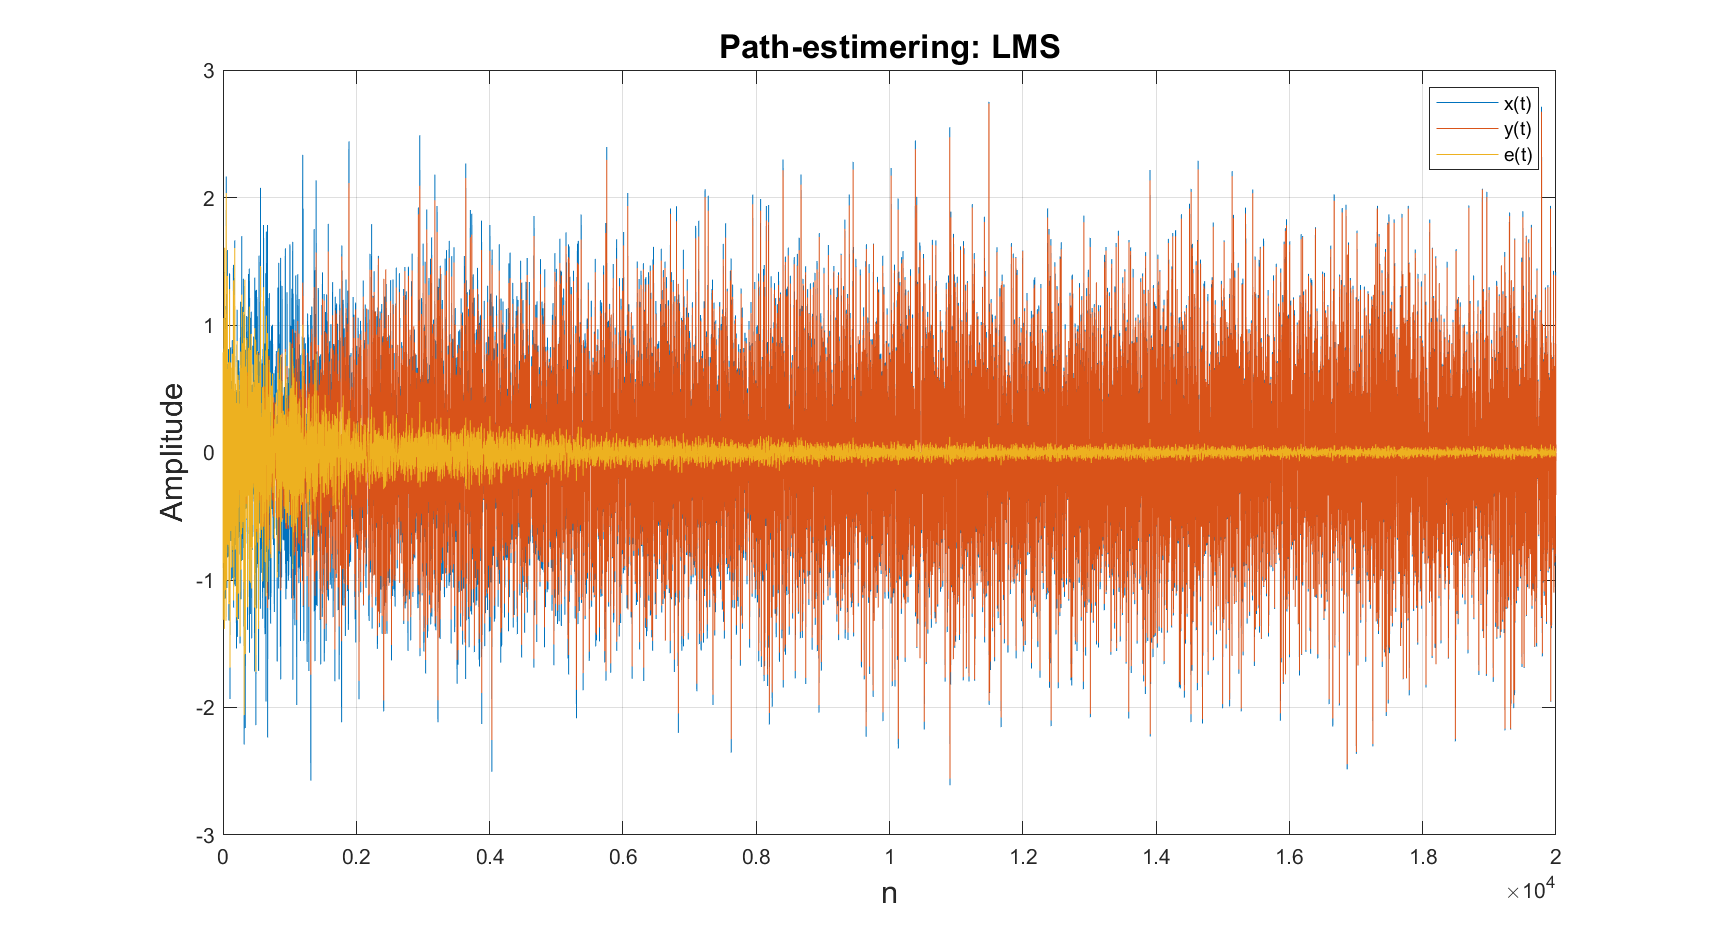 Path-estimering: LMS
3
2
1
0
-1
-2
-3
Amplitude
x(t)
y(t)
e(t)
0 0.2 0.4 0.6 0.8 1 1.2 1.4 1.6 1.8 2
×10^4
n